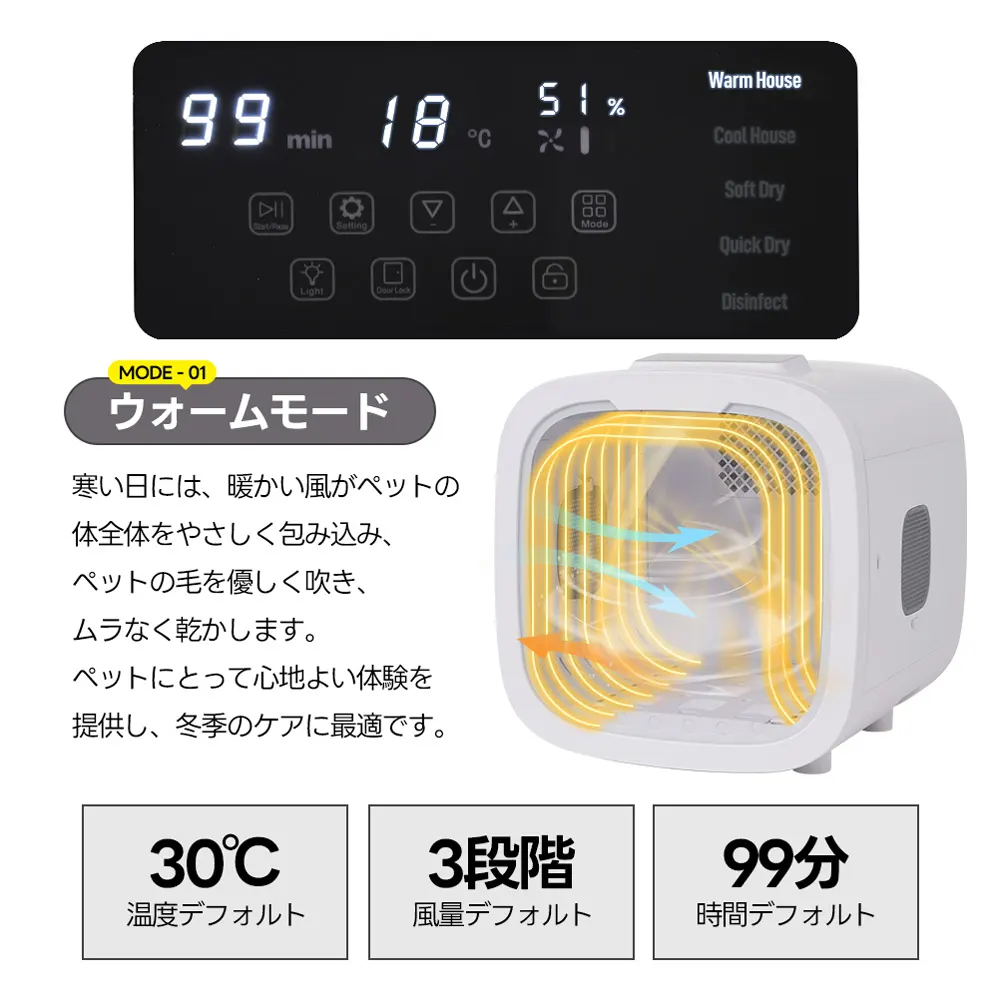 99 min 18 °C 51 %
Warm House
Cool House
Soft Dry
Quick Dry
Disinfect
Start/Pause Setting - + Mode
Light Door Lock
MODE - 01
ウォームモード
寒い日には、暖かい風がペットの
体全体をやさしく包み込み、
ペットの毛を優しく吹き、
ムラなく乾かします。
ペットにとって心地よい体験を
提供し、冬季のケアに最適です。
30℃
温度デフォルト
3段階
風量デフォルト
99分
時間デフォルト